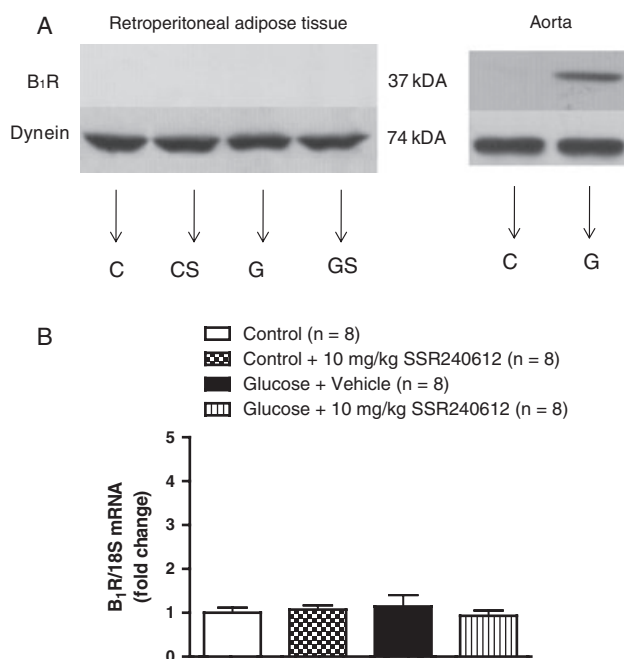 A
Retroperitoneal adipose tissue
Aorta
B₁R
37 kDA
Dynein
74 kDA
C CS G GS
C G
B
Control (n = 8)
Control + 10 mg/kg SSR240612 (n = 8)
Glucose + Vehicle (n = 8)
Glucose + 10 mg/kg SSR240612 (n = 8)
B₁R/18S mRNA
(fold change)
5
4
3
2
1
0